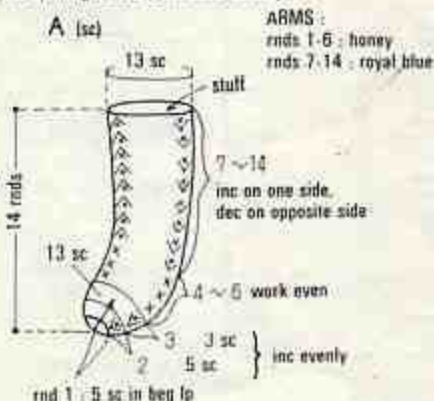 A (sc)
ARMS :
rnds 1-6 : honey
rnds 7-14 : royal blue
13 sc
stuff
14 rnds
7 ~ 14
inc on one side,
dec on opposite side
13 sc
4 ~ 6 work even
3 3 sc
2 5 sc
inc evenly
rnd 1 : 5 sc in beg lp